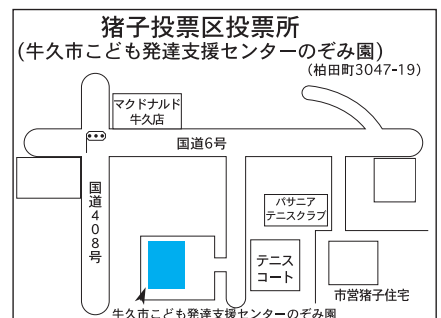 猪子投票区投票所
(牛久市こども発達支援センターのぞみ園)
(柏田町3047-19)
マクドナルド
牛久店
国道6号
国道408号
パサニア
テニスクラブ
テニス
コート
市営猪子住宅
牛久市こども発達支援センターのぞみ園